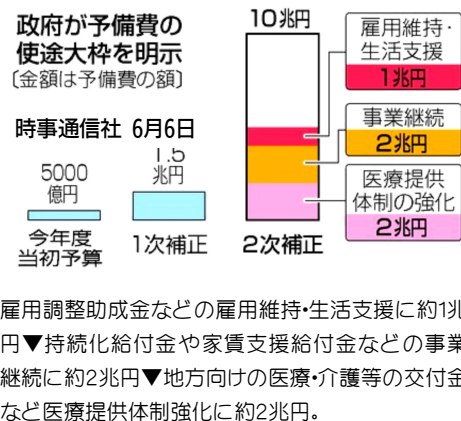 政府が予備費の
使途大枠を明示
〔金額は予備費の額〕
時事通信社 6月6日
5000
億円
今年度
当初予算
1.5
兆円
1次補正
10兆円
2次補正
雇用維持・
生活支援
1兆円
事業継続
2兆円
医療提供
体制の強化
2兆円
雇用調整助成金などの雇用維持・生活支援に約1兆
円▼持続化給付金や家賃支援給付金などの事業
継続に約2兆円▼地方向けの医療・介護等の交付金
など医療提供体制強化に約2兆円。